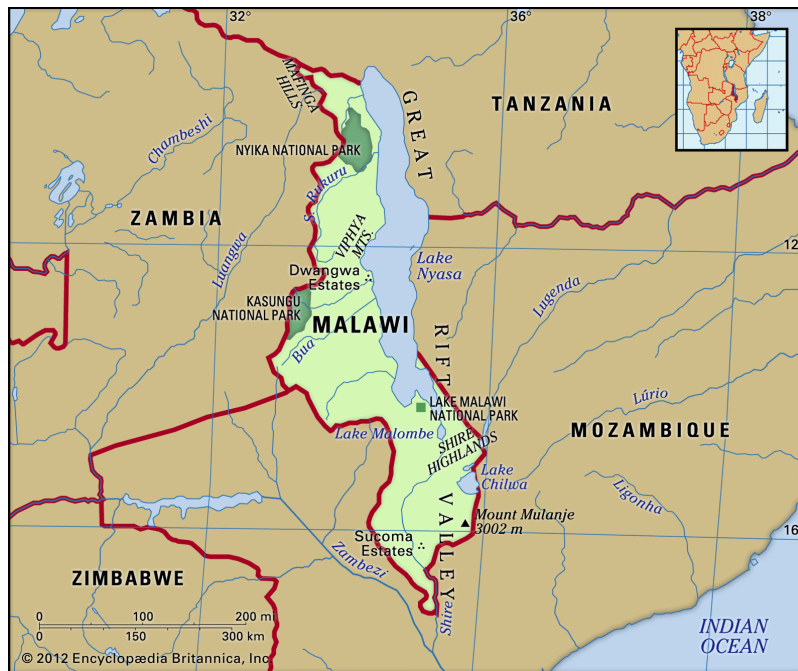 32°
36°
38°
MAFINGA
HILLS
GREAT
TANZANIA
Chambeshi
NYIKA NATIONAL PARK
S. Rukuru
ZAMBIA
Luangwa
VIPHYA
MTS.
12
Lake
Nyasa
Dwangwa
Estates
Lugenda
KASUNGU
NATIONAL PARK
MALAWI
RIFT
Bua
LAKE MALAWI
NATIONAL PARK
Lúrio
MOZAMBIQUE
Lake Malombe
SHIRE
HIGHLANDS
Lake
Chilwa
Ligonha
VALLEY
Mount Mulanje
3002 m
16
Sucoma
Estates
Zambezi
ZIMBABWE
Shire
0 100 200 mi
0 150 300 km
INDIAN
OCEAN
© 2012 Encyclopædia Britannica, Inc.